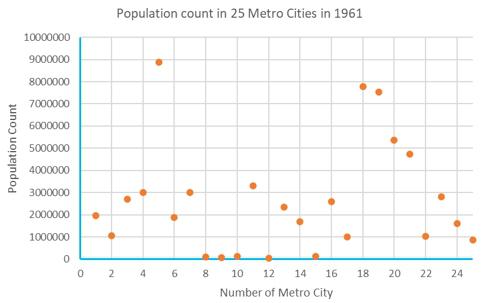 Population count in 25 Metro Cities in 1961
10000000
9000000
8000000
7000000
6000000
5000000
4000000
3000000
2000000
1000000
0
Population Count
0 2 4 6 8 10 12 14 16 18 20 22 24
Number of Metro City